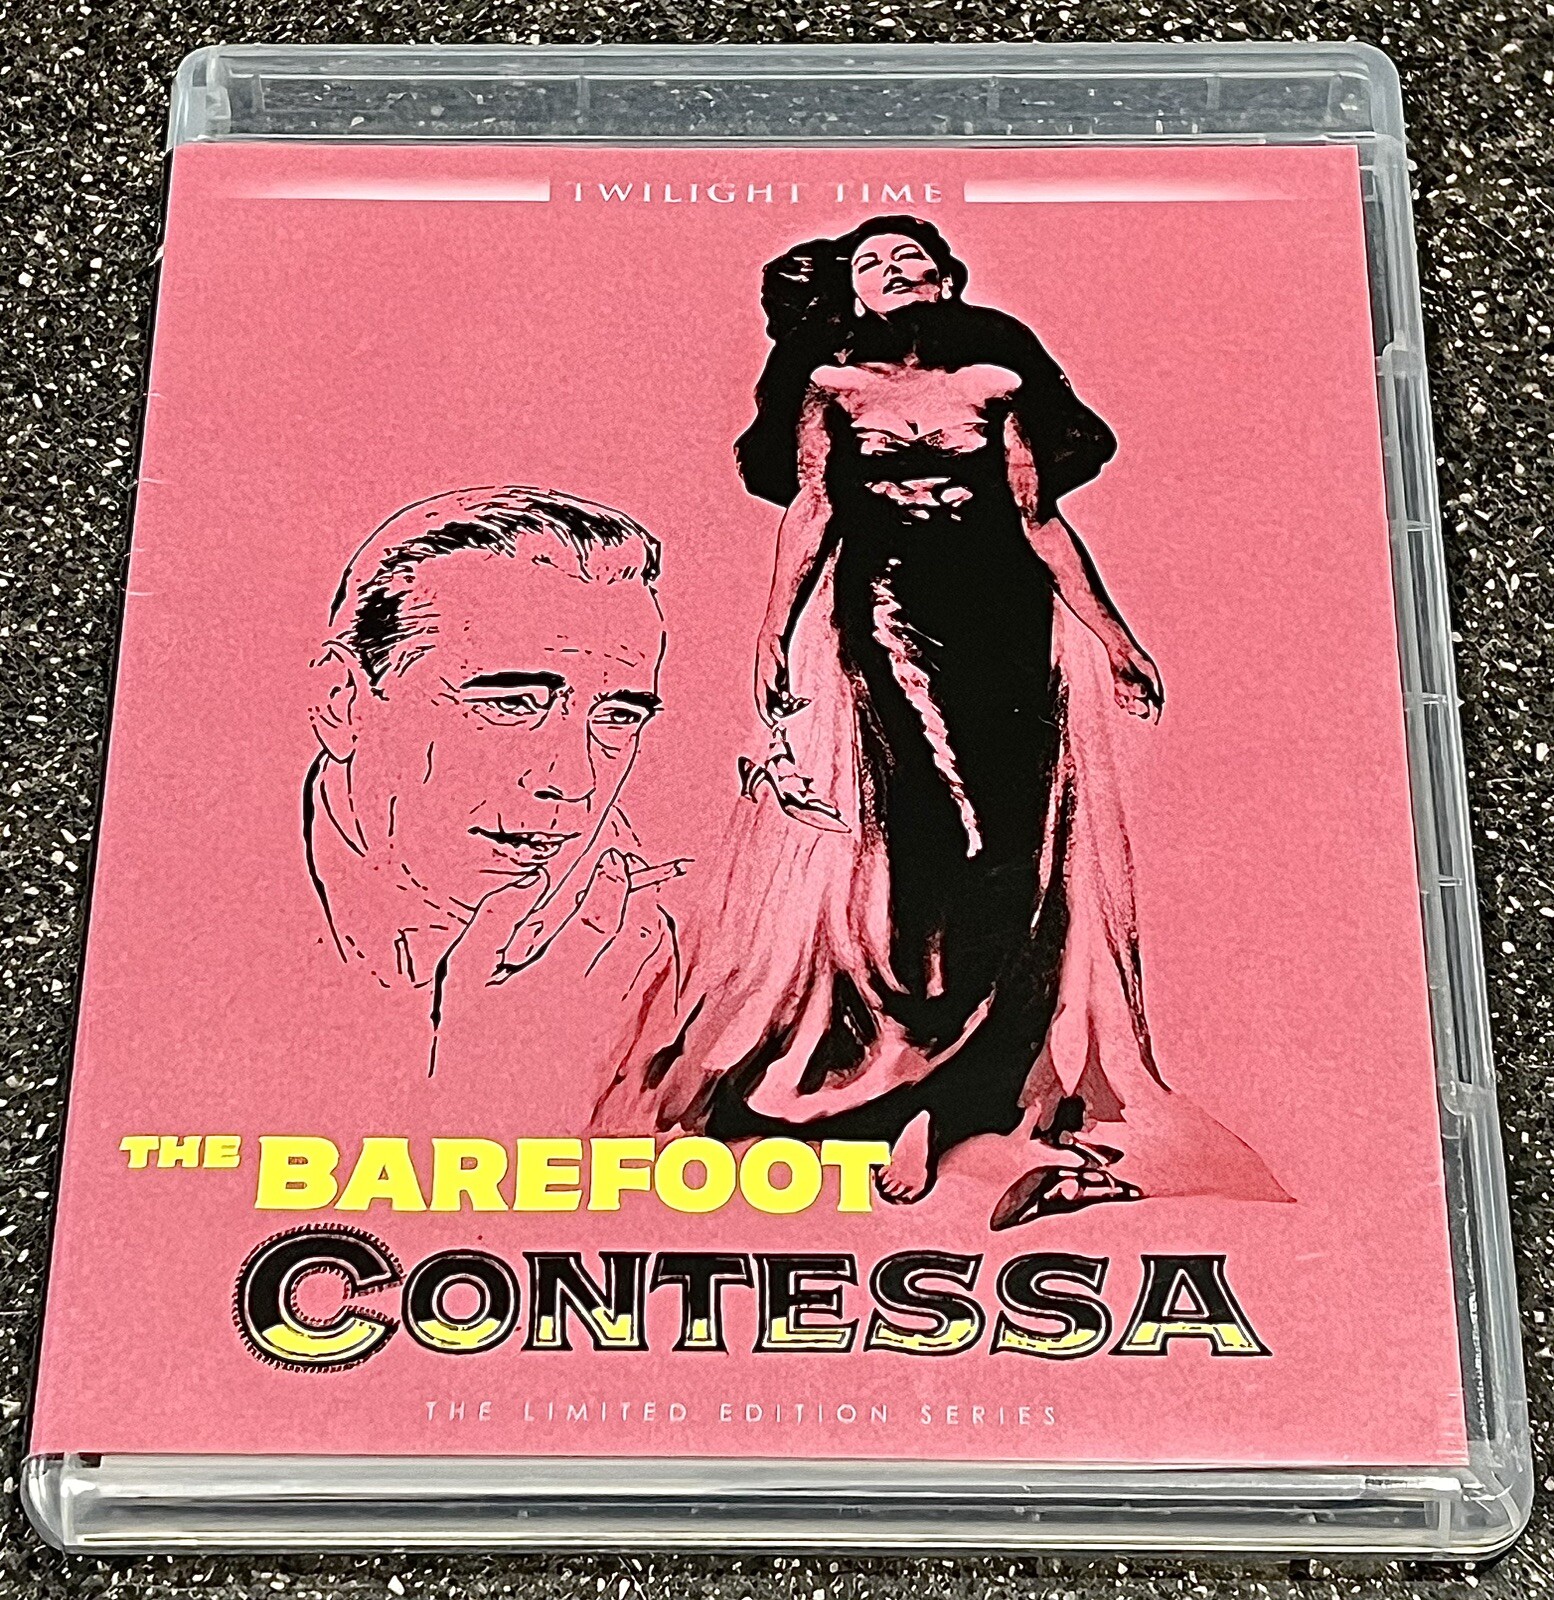 TWILIGHT TIME
THE BAREFOOT
CONTESSA
THE LIMITED EDITION SERIES